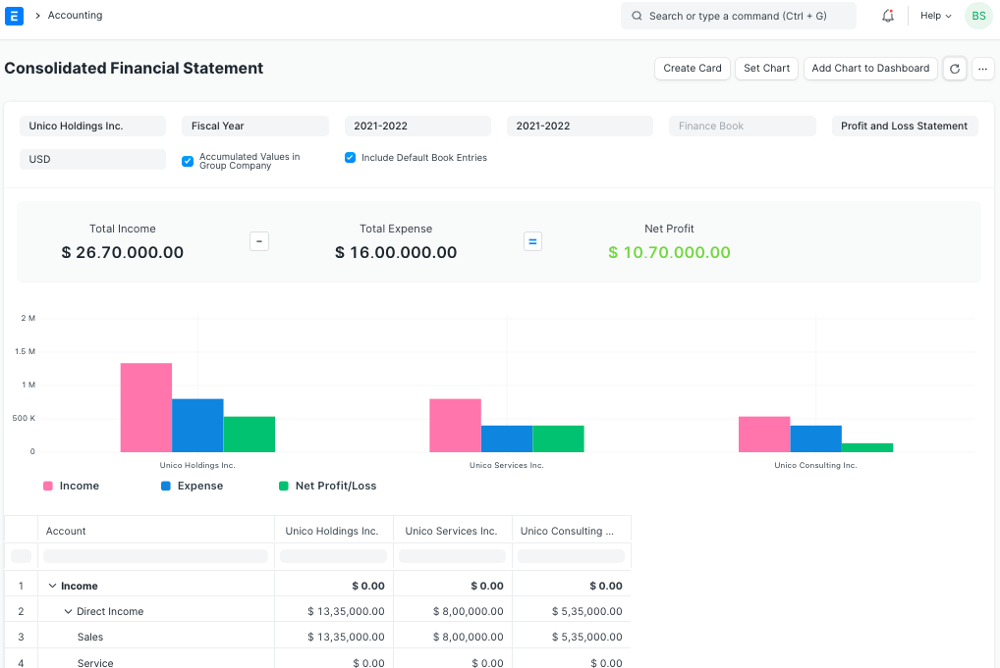 E
Accounting
Search or type a command (Ctrl + G)
Help
BS
Consolidated Financial Statement
Create Card
Set Chart
Add Chart to Dashboard
...
Unico Holdings Inc.
Fiscal Year
2021-2022
2021-2022
Finance Book
Profit and Loss Statement
USD
Accumulated Values in
Group Company
Include Default Book Entries
Total Income
$ 26.70.000.00
-
Total Expense
$ 16.00.000.00
=
Net Profit
$ 10.70.000.00
2 M
1.5 M
1 M
500 K
0
Unico Holdings Inc.
Unico Services Inc.
Unico Consulting Inc.
Income
Expense
Net Profit/Loss
Account Unico Holdings Inc. Unico Services Inc. Unico Consulting ...
1 Income $ 0.00 $ 0.00 $ 0.00
2 Direct Income $ 13,35,000.00 $ 8,00,000.00 $ 5,35,000.00
3 Sales $ 13,35,000.00 $ 8,00,000.00 $ 5,35,000.00
4 Service $ 0.00 $ 0.00 $ 0.00